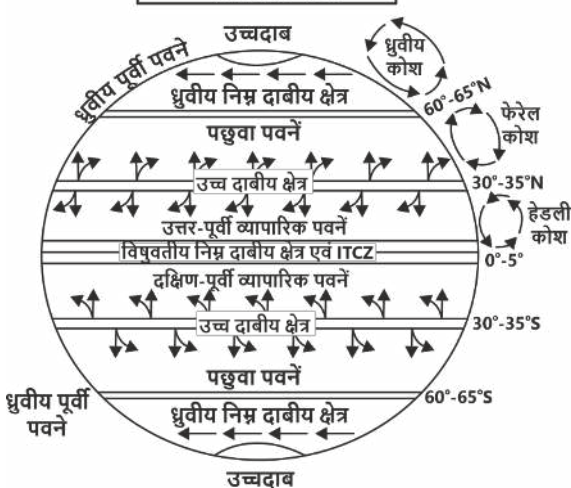 उच्चदाब
ध्रुवीय
कोश
ध्रुवीय पूर्वी पवने
ध्रुवीय निम्न दाबीय क्षेत्र
60°-65°N
पछुवा पवनें
फेरेल
कोश
उच्च दाबीय क्षेत्र
30°-35°N
हेडली
कोश
उत्तर-पूर्वी व्यापारिक पवनें
विषुवतीय निम्न दाबीय क्षेत्र एवं ITCZ
0°-5°
दक्षिण-पूर्वी व्यापारिक पवनें
उच्च दाबीय क्षेत्र
30°-35°S
पछुवा पवनें
60°-65°S
ध्रुवीय पूर्वी
पवने
ध्रुवीय निम्न दाबीय क्षेत्र
उच्चदाब